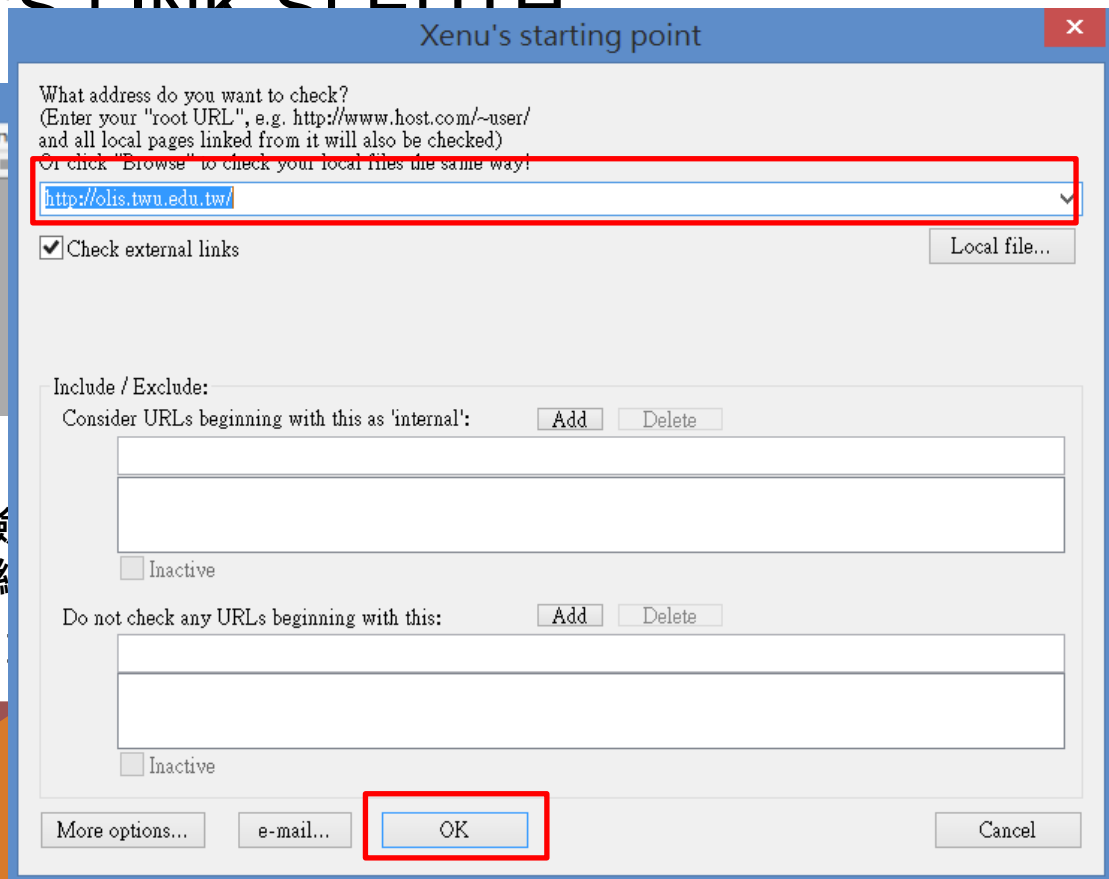 S LINK SLEUTH
Xenu's starting point
What address do you want to check?
(Enter your "root URL", e.g. http://www.host.com/~user/
and all local pages linked from it will also be checked)
Or click "Browse" to check your local files the same way!
http://olis.twu.edu.tw/
Check external links
Local file...
Include / Exclude:
Consider URLs beginning with this as 'internal':
Add
Delete
Inactive
Do not check any URLs beginning with this:
Add
Delete
Inactive
More options...
e-mail...
OK
Cancel